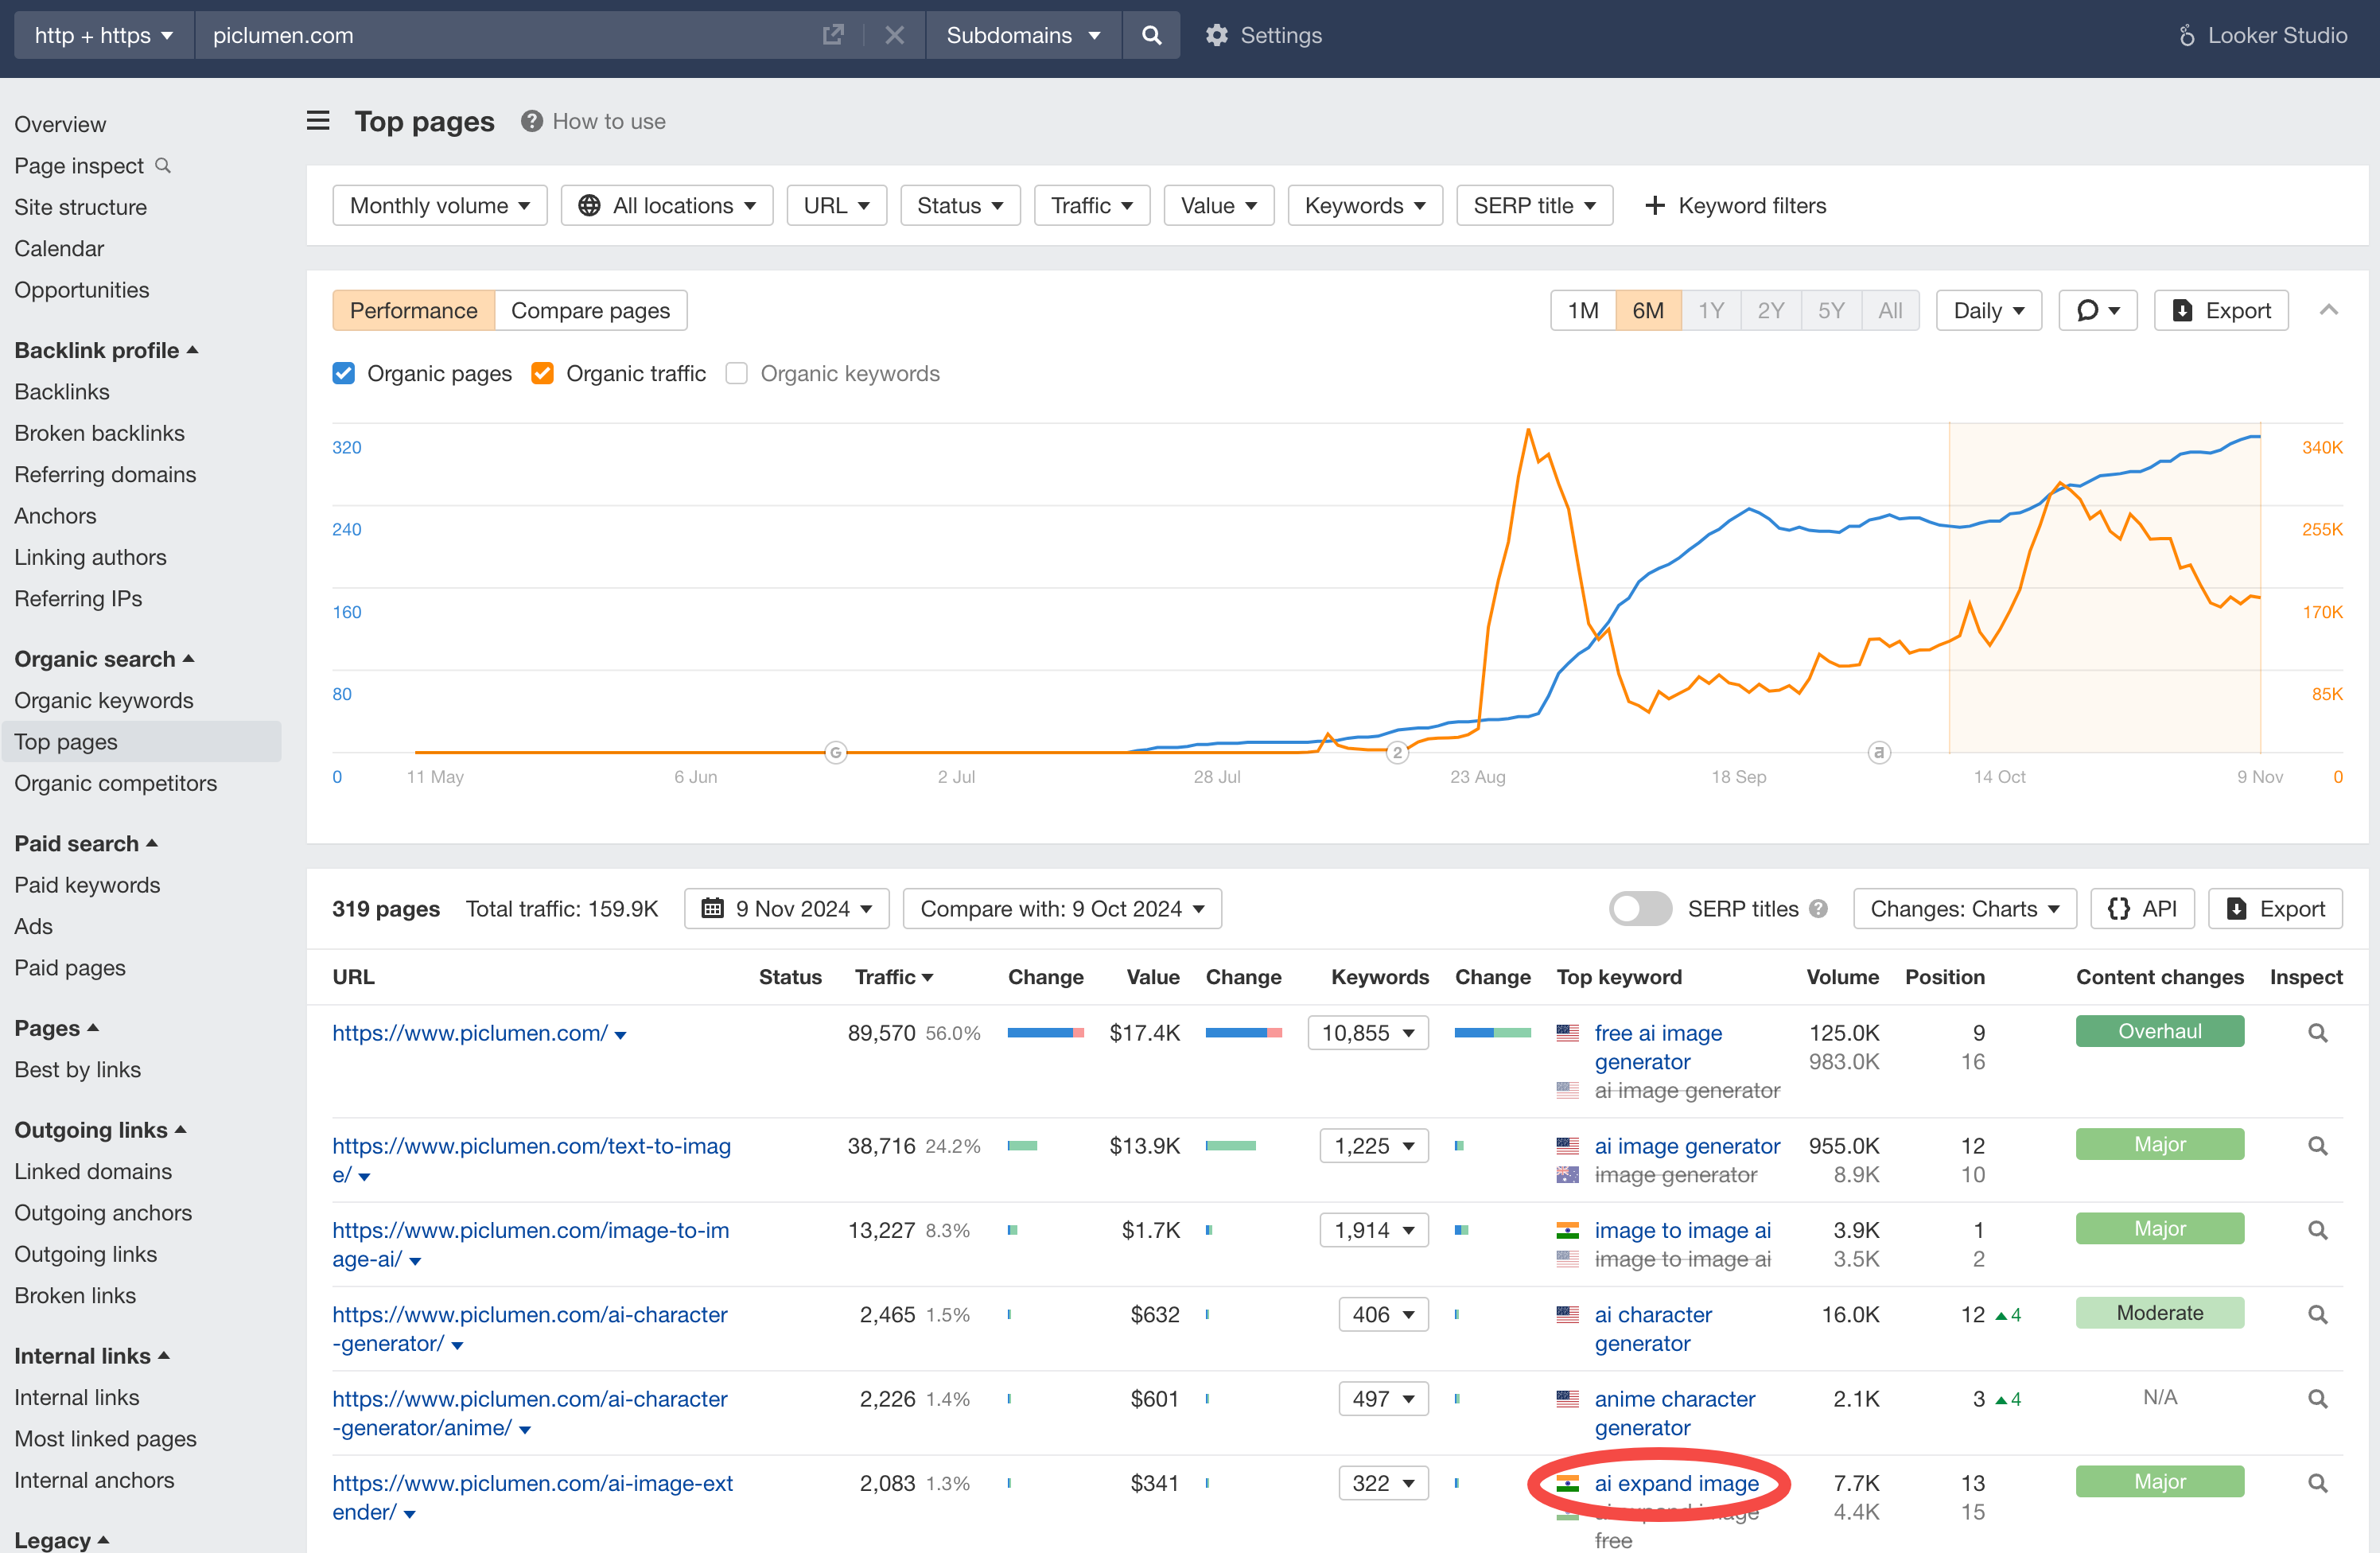 http + https
piclumen.com
Subdomains
Settings
Looker Studio
Overview
Page inspect
Site structure
Calendar
Opportunities
Backlink profile
Backlinks
Broken backlinks
Referring domains
Anchors
Linking authors
Referring IPs
Organic search
Organic keywords
Top pages
Organic competitors
Paid search
Paid keywords
Ads
Paid pages
Pages
Best by links
Outgoing links
Linked domains
Outgoing anchors
Outgoing links
Broken links
Internal links
Internal links
Most linked pages
Internal anchors
Legacy
Top pages
? How to use
Monthly volume
All locations
URL
Status
Traffic
Value
Keywords
SERP title
+ Keyword filters
Performance
Compare pages
1M 6M 1Y 2Y 5Y All
Daily
Export
Organic pages
Organic traffic
Organic keywords
320 340K
240 255K
160 170K
80 85K
G 2 a
0 11 May 6 Jun 2 Jul 28 Jul 23 Aug 18 Sep 14 Oct 9 Nov 0
319 pages Total traffic: 159.9K 9 Nov 2024 Compare with: 9 Oct 2024 SERP titles ? Changes: Charts {} API Export
URL Status Traffic Change Value Change Keywords Change Top keyword Volume Position Content changes Inspect
https://www.piclumen.com/ 89,570 56.0% $17.4K 10,855 free ai image 125.0K 9 Overhaul
generator 983.0K 16
ai image generator
https://www.piclumen.com/text-to-imag 38,716 24.2% $13.9K 1,225 ai image generator 955.0K 12 Major
e/ image generator 8.9K 10
https://www.piclumen.com/image-to-im 13,227 8.3% $1.7K 1,914 image to image ai 3.9K 1 Major
age-ai/ image to image ai 3.5K 2
https://www.piclumen.com/ai-character 2,465 1.5% $632 406 ai character 16.0K 12 4 Moderate
-generator/ generator
https://www.piclumen.com/ai-character 2,226 1.4% $601 497 anime character 2.1K 3 4 N/A
-generator/anime/ generator
https://www.piclumen.com/ai-image-ext 2,083 1.3% $341 322 ai expand image 7.7K 13 Major
ender/ ai expand image 4.4K 15
free